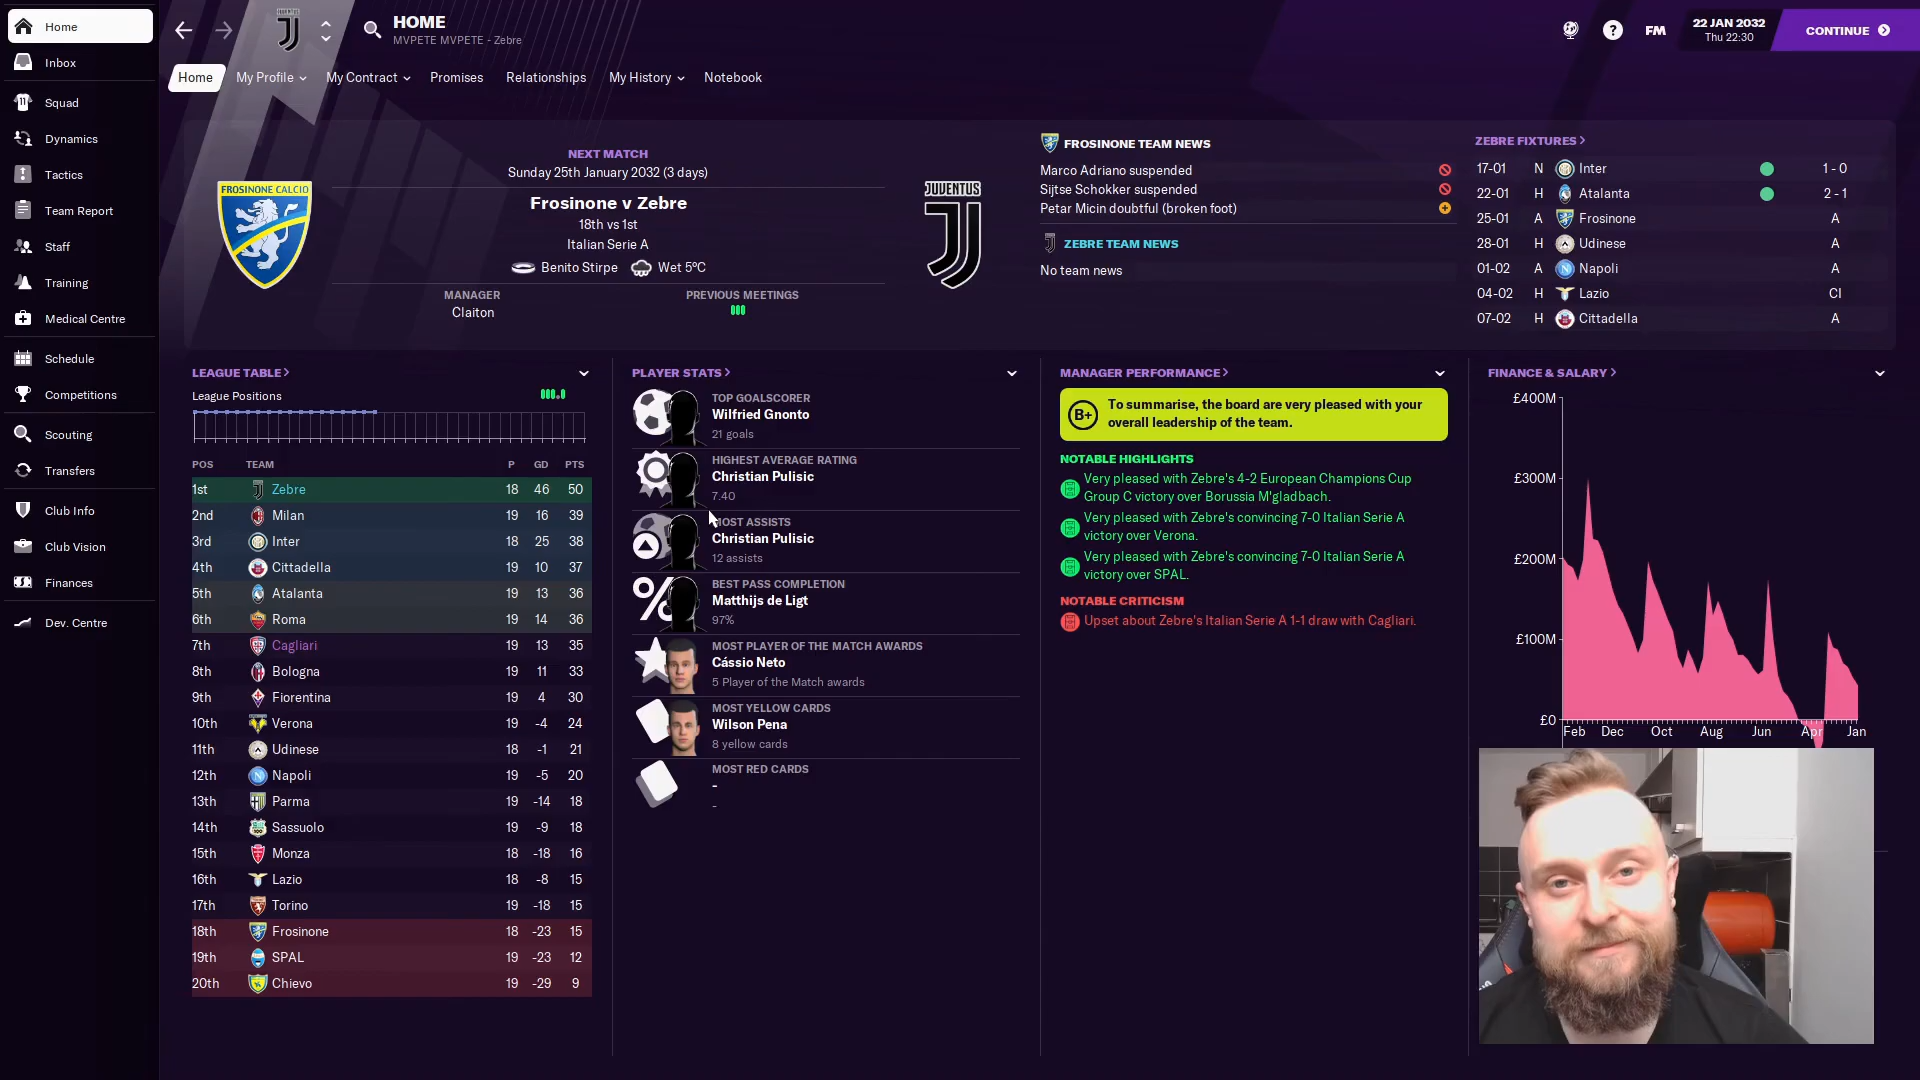 Home
Inbox
Squad
Dynamics
Tactics
Team Report
Staff
Training
Medical Centre
Schedule
Competitions
Scouting
Transfers
Club Info
Club Vision
Finances
Dev. Centre
HOME
MVPETE MVPETE - Zebre
FM
22 JAN 2032
Thu 22:30
CONTINUE
Home My Profile My Contract Promises Relationships My History Notebook
NEXT MATCH
Sunday 25th January 2032 (3 days)
FROSINONE CALCIO
Frosinone v Zebre
18th vs 1st
Italian Serie A
Benito Stirpe Wet 5°C
MANAGER
Claiton
PREVIOUS MEETINGS
JUVENTUS
FROSINONE TEAM NEWS
Marco Adriano suspended
Sijtse Schokker suspended
Petar Micin doubtful (broken foot)
ZEBRE TEAM NEWS
No team news
ZEBRE FIXTURES
17-01 N Inter 1 - 0
22-01 H Atalanta 2 - 1
25-01 A Frosinone A
28-01 H Udinese A
01-02 A Napoli A
04-02 H Lazio CI
07-02 H Cittadella A
LEAGUE TABLE
League Positions
POS TEAM P GD PTS
1st Zebre 18 46 50
2nd Milan 19 16 39
3rd Inter 18 25 38
4th Cittadella 19 10 37
5th Atalanta 19 13 36
6th Roma 19 14 36
7th Cagliari 19 13 35
8th Bologna 19 11 33
9th Fiorentina 19 4 30
10th Verona 19 -4 24
11th Udinese 18 -1 21
12th Napoli 19 -5 20
13th Parma 19 -14 18
14th Sassuolo 19 -9 18
15th Monza 18 -18 16
16th Lazio 18 -8 15
17th Torino 19 -18 15
18th Frosinone 18 -23 15
19th SPAL 19 -23 12
20th Chievo 19 -29 9
PLAYER STATS
TOP GOALSCORER
Wilfried Gnonto
21 goals
HIGHEST AVERAGE RATING
Christian Pulisic
7.40
MOST ASSISTS
Christian Pulisic
12 assists
BEST PASS COMPLETION
Matthijs de Ligt
97%
MOST PLAYER OF THE MATCH AWARDS
Cássio Neto
5 Player of the Match awards
MOST YELLOW CARDS
Wilson Pena
8 yellow cards
MOST RED CARDS
-
-
MANAGER PERFORMANCE
B+
To summarise, the board are very pleased with your
overall leadership of the team.
NOTABLE HIGHLIGHTS
Very pleased with Zebre's 4-2 European Champions Cup
Group C victory over Borussia M'gladbach.
Very pleased with Zebre's convincing 7-0 Italian Serie A
victory over Verona.
Very pleased with Zebre's convincing 7-0 Italian Serie A
victory over SPAL.
NOTABLE CRITICISM
Upset about Zebre's Italian Serie A 1-1 draw with Cagliari.
FINANCE & SALARY
£400M
£300M
£200M
£100M
£0
Feb Dec Oct Aug Jun Apr Jan